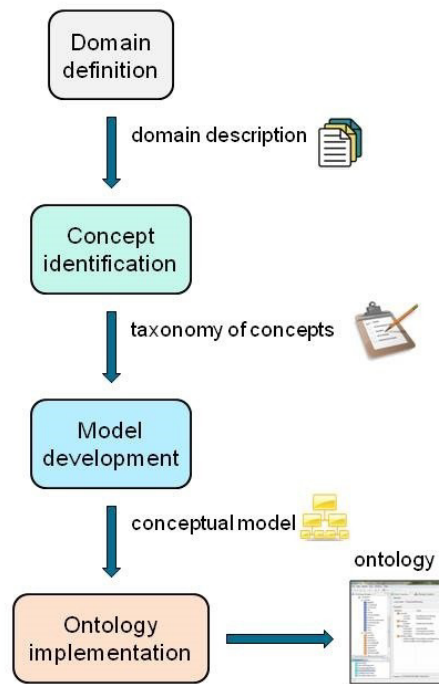 Domain
definition
domain description
Concept
identification
taxonomy of concepts
Model
development
conceptual model
ontology
Ontology
implementation